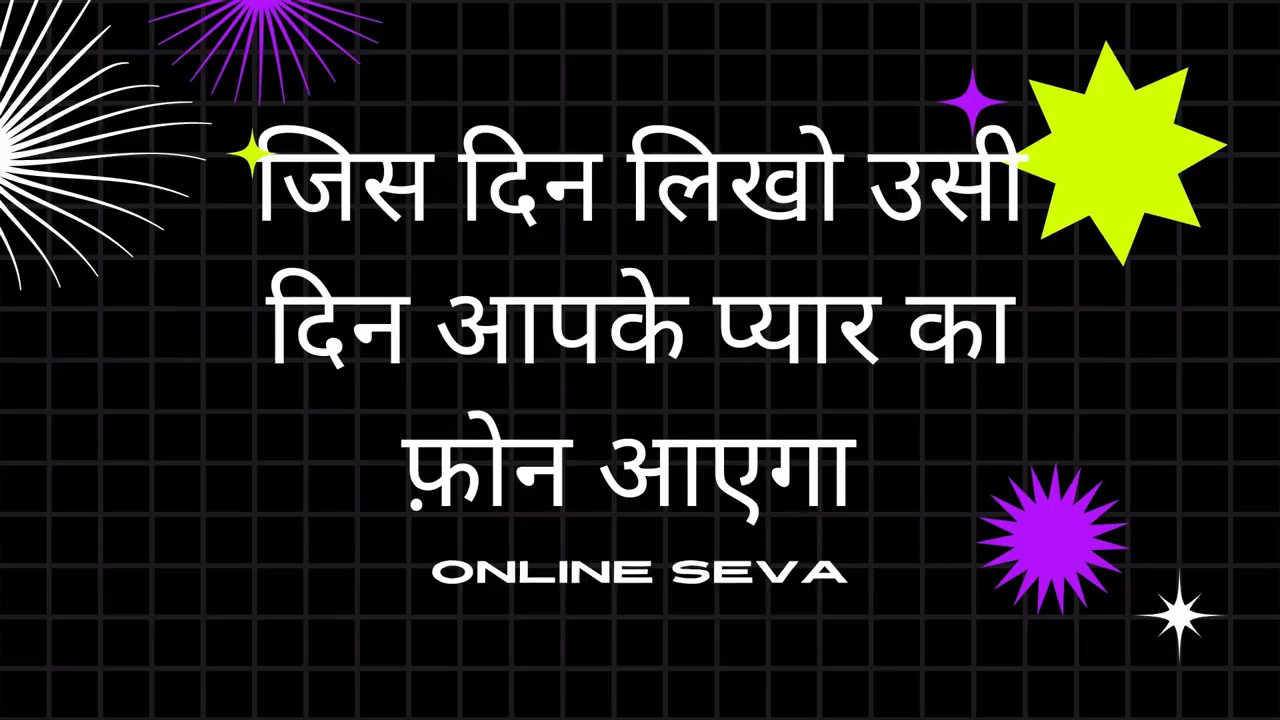 जिस दिन लिखो उसी
दिन आपके प्यार का
फ़ोन आएगा
ONLINE SEVA